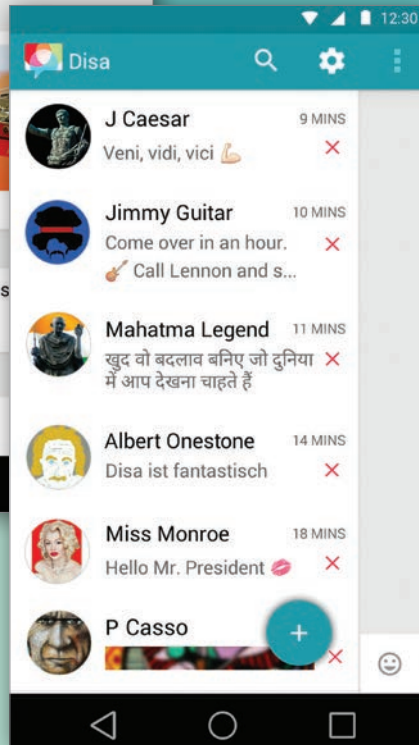 12:30
Disa
J Caesar 9 MINS
Veni, vidi, vici 💪🏻
Jimmy Guitar 10 MINS
Come over in an hour.
🎸 Call Lennon and s...
Mahatma Legend 11 MINS
खुद वो बदलाव बनिए जो दुनिया
में आप देखना चाहते हैं
Albert Onestone 14 MINS
Disa ist fantastisch
Miss Monroe 18 MINS
Hello Mr. President 💋
P Casso
s